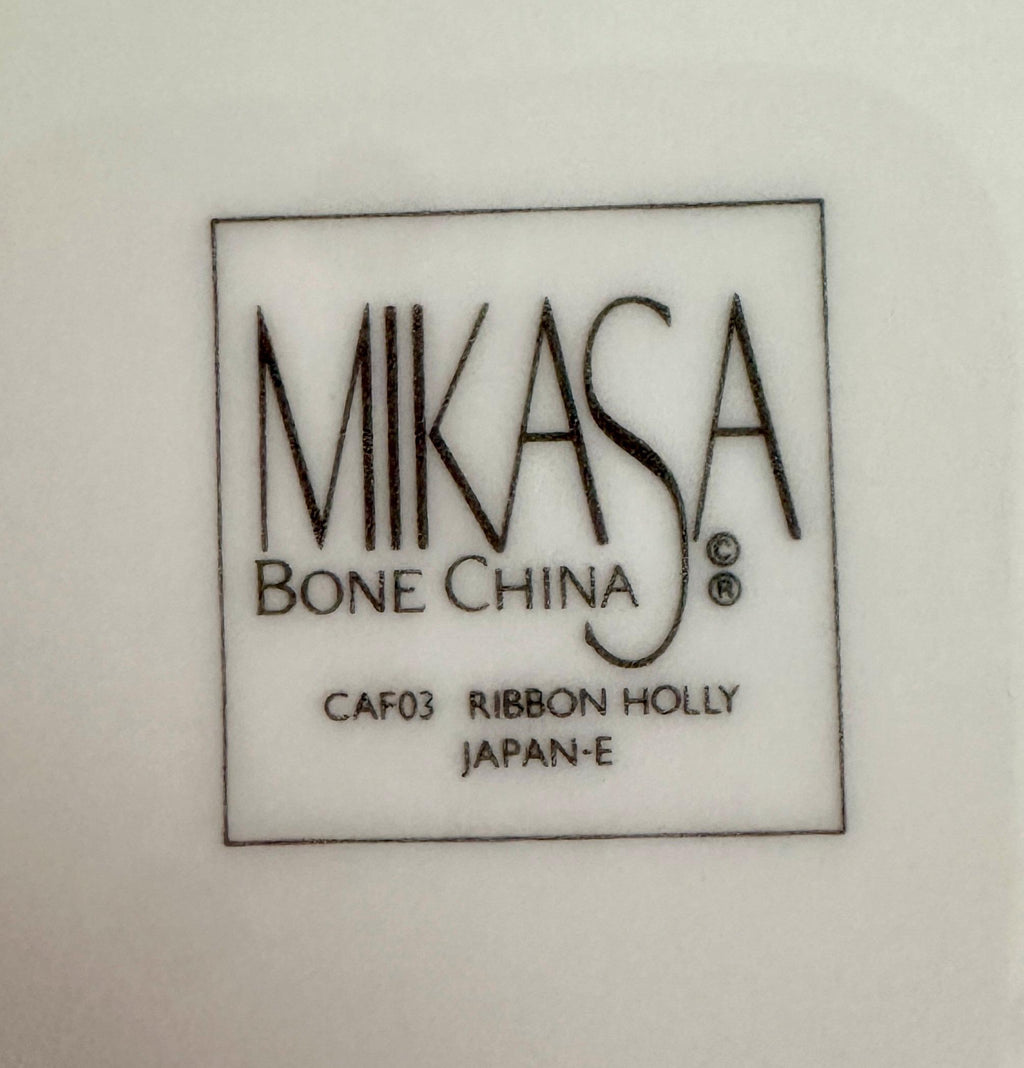 MIKASA
BONE CHINA © ®
CAF03 RIBBON HOLLY
JAPAN-E